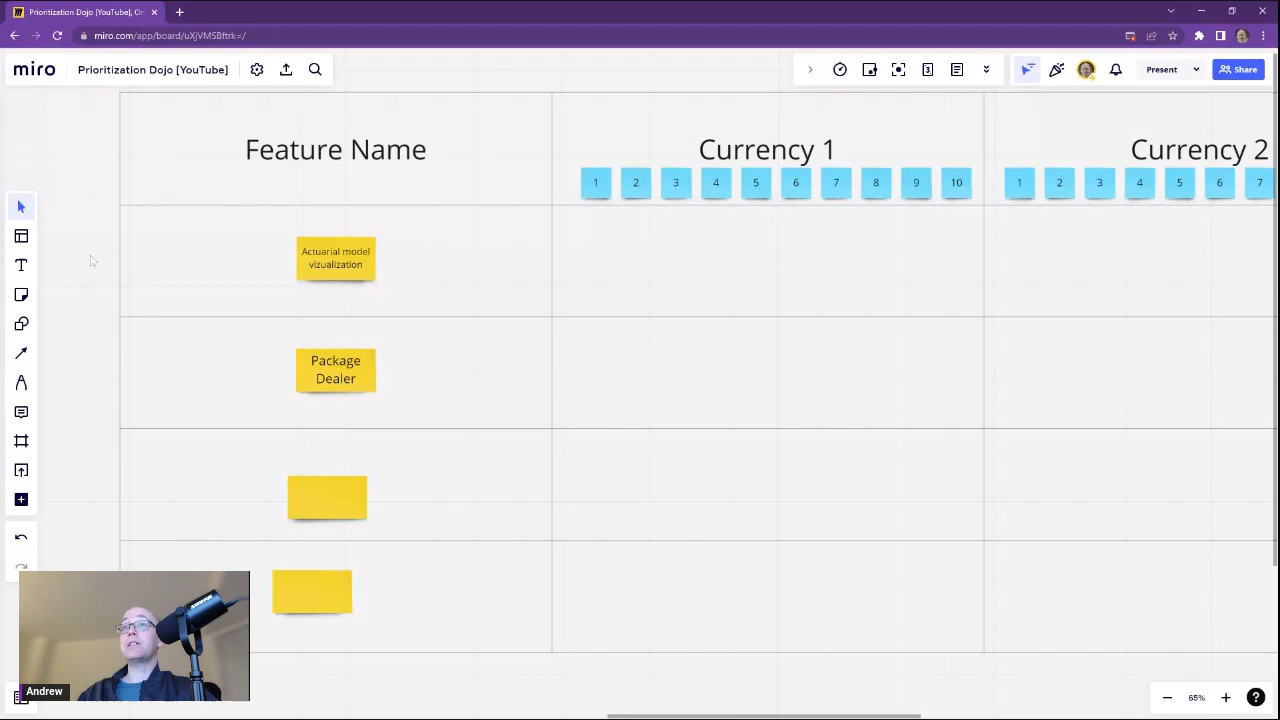 Prioritization Dojo [YouTube], On
miro.com/app/board/uXjVMSBftrk=/
miro
Prioritization Dojo [YouTube]
3
Present
Share
Feature Name
Currency 1
Currency 2
1 2 3 4 5 6 7 8 9 10
1 2 3 4 5 6 7
Actuarial model
vizualization
Package
Dealer
Andrew
65%